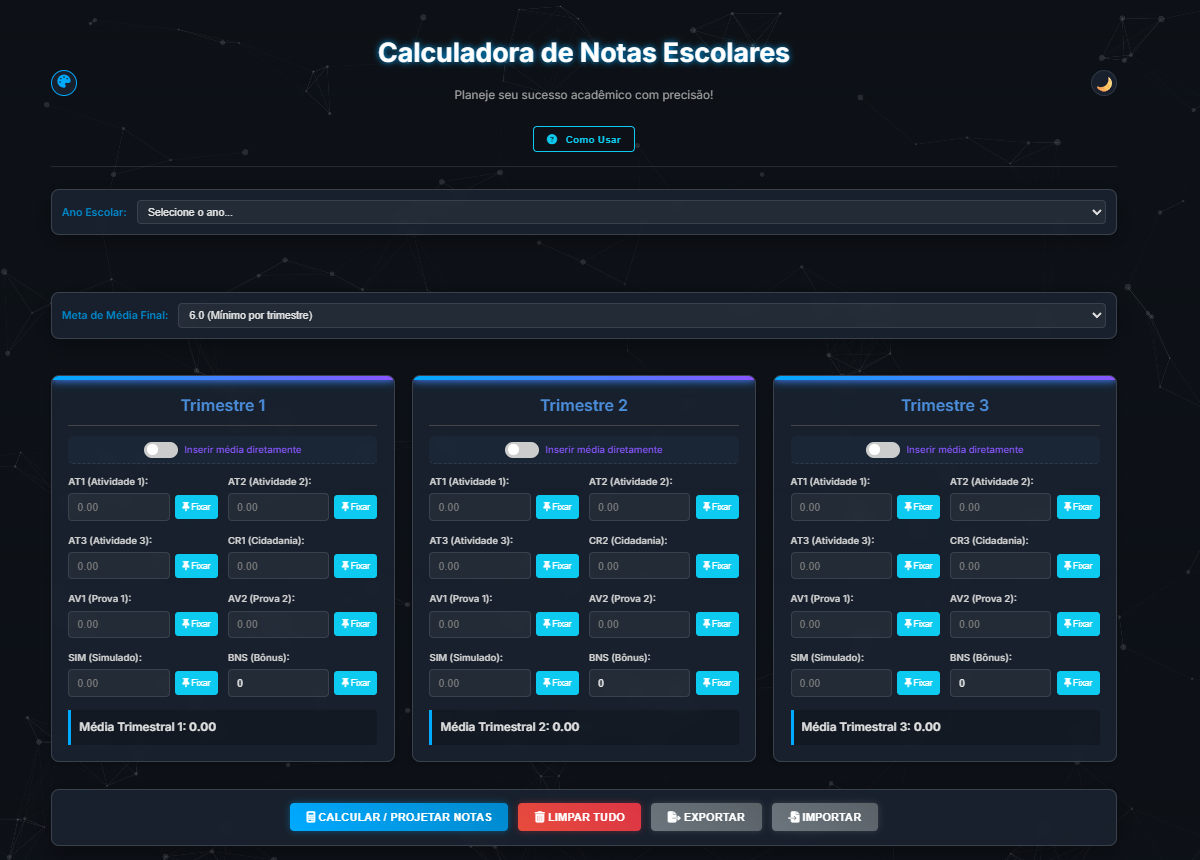 Calculadora de Notas Escolares
Planeje seu sucesso acadêmico com precisão!
Como Usar
Ano Escolar: Selecione o ano...
Meta de Média Final: 6.0 (Mínimo por trimestre)
Trimestre 1
Inserir média diretamente
AT1 (Atividade 1): AT2 (Atividade 2):
0.00 Fixar 0.00 Fixar
AT3 (Atividade 3): CR1 (Cidadania):
0.00 Fixar 0.00 Fixar
AV1 (Prova 1): AV2 (Prova 2):
0.00 Fixar 0.00 Fixar
SIM (Simulado): BNS (Bônus):
0.00 Fixar 0 Fixar
Média Trimestral 1: 0.00
Trimestre 2
Inserir média diretamente
AT1 (Atividade 1): AT2 (Atividade 2):
0.00 Fixar 0.00 Fixar
AT3 (Atividade 3): CR2 (Cidadania):
0.00 Fixar 0.00 Fixar
AV1 (Prova 1): AV2 (Prova 2):
0.00 Fixar 0.00 Fixar
SIM (Simulado): BNS (Bônus):
0.00 Fixar 0 Fixar
Média Trimestral 2: 0.00
Trimestre 3
Inserir média diretamente
AT1 (Atividade 1): AT2 (Atividade 2):
0.00 Fixar 0.00 Fixar
AT3 (Atividade 3): CR3 (Cidadania):
0.00 Fixar 0.00 Fixar
AV1 (Prova 1): AV2 (Prova 2):
0.00 Fixar 0.00 Fixar
SIM (Simulado): BNS (Bônus):
0.00 Fixar 0 Fixar
Média Trimestral 3: 0.00
CALCULAR / PROJETAR NOTAS LIMPAR TUDO EXPORTAR IMPORTAR